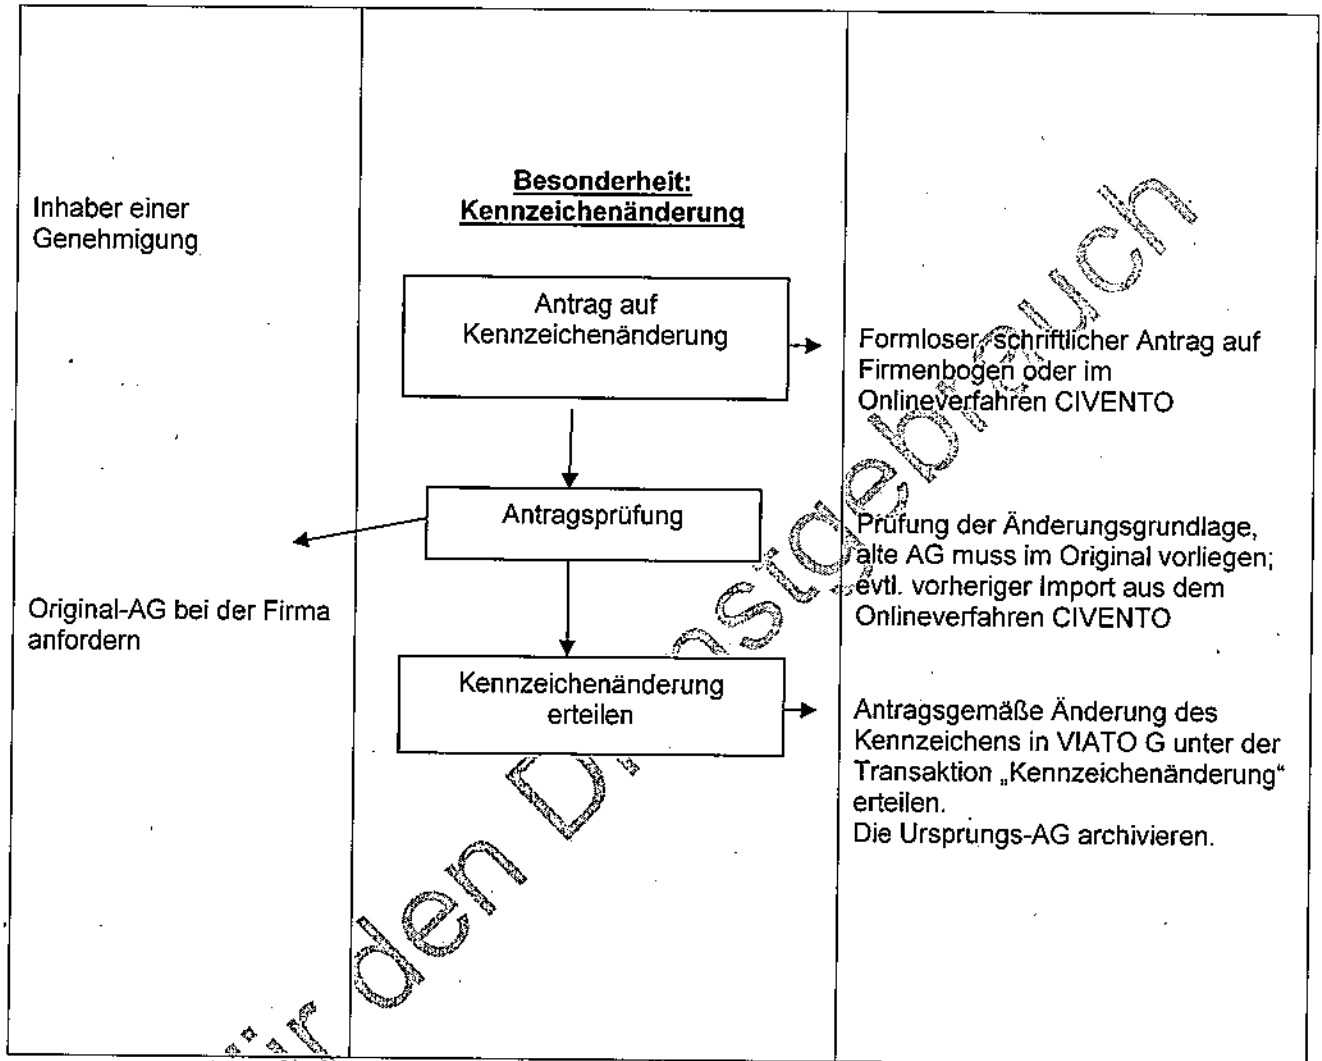 Inhaber einer
Genehmigung
Besonderheit:
Kennzeichenänderung
Antrag auf
Kennzeichenänderung
Formloser, schriftlicher Antrag auf
Firmenbogen oder im
Onlineverfahren CIVENTO
Antragsprüfung
Prüfung der Änderungsgrundlage,
alte AG muss im Original vorliegen;
evtl. vorheriger Import aus dem
Onlineverfahren CIVENTO
Original-AG bei der Firma
anfordern
Kennzeichenänderung
erteilen
Antragsgemäße Änderung des
Kennzeichens in VIATO G unter der
Transaktion „Kennzeichenänderung“
erteilen.
Die Ursprungs-AG archivieren.
für den Dienstgebrauch